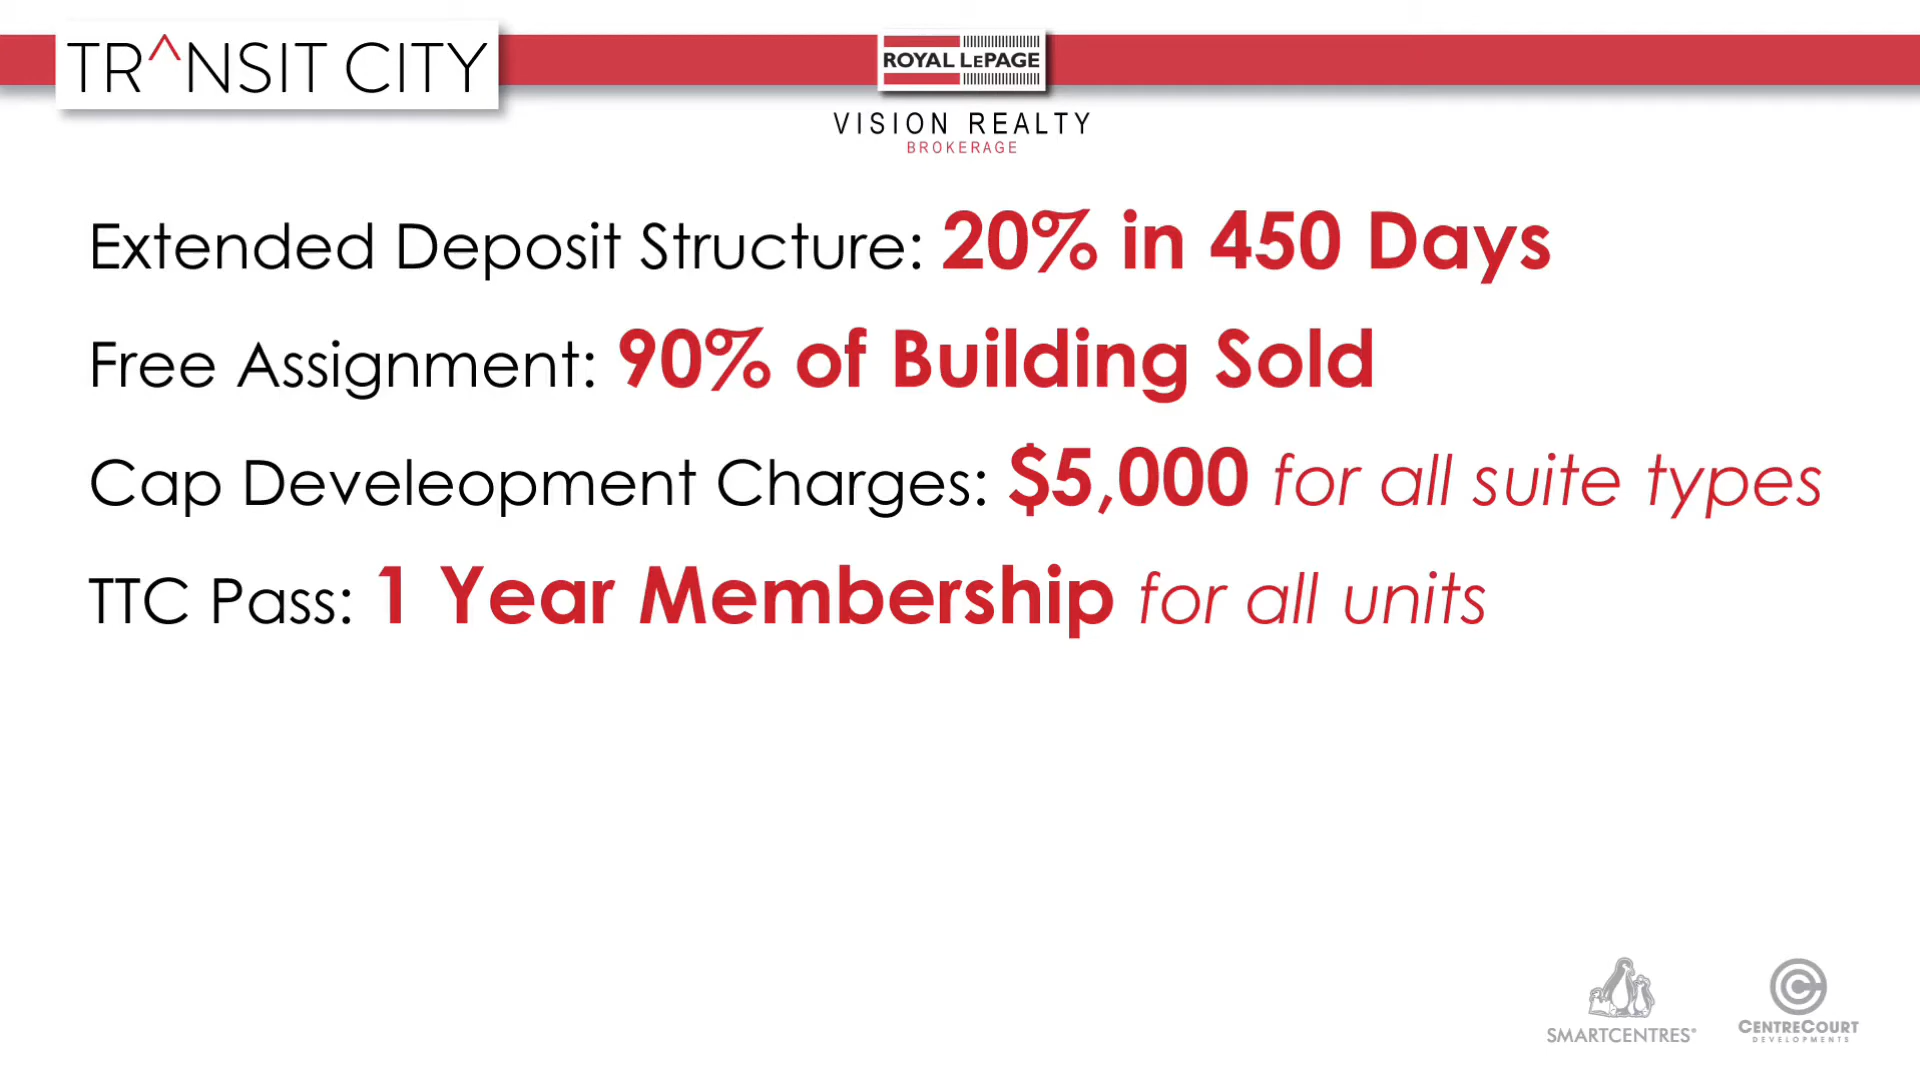 TRANSIT CITY
ROYAL LEPAGE
VISION REALTY
BROKERAGE
Extended Deposit Structure: 20% in 450 Days
Free Assignment: 90% of Building Sold
Cap Develeopment Charges: $5,000 for all suite types
TTC Pass: 1 Year Membership for all units
SMARTCENTRES®
CENTRECOURT
DEVELOPMENTS